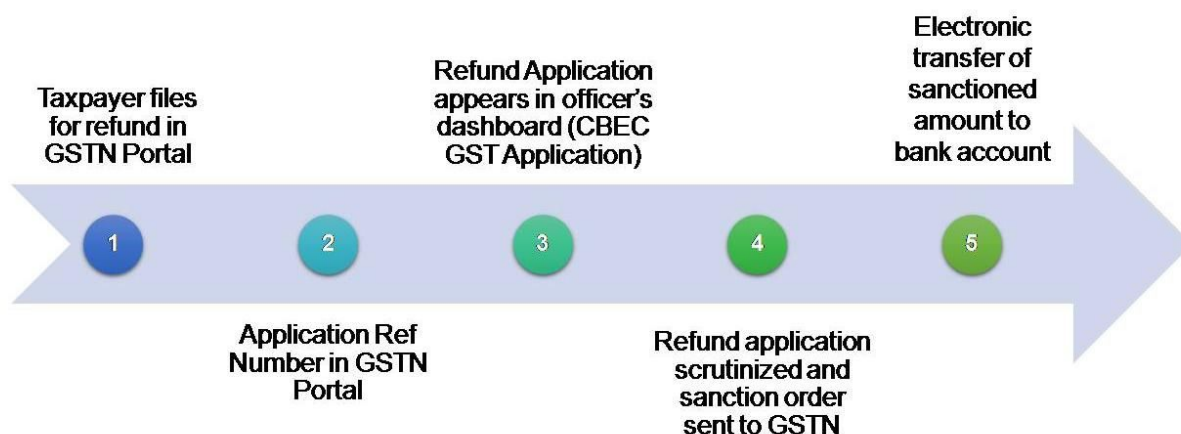 Taxpayer files
for refund in
GSTN Portal
1
Application Ref
Number in GSTN
Portal
2
Refund Application
appears in officer's
dashboard (CBEC
GST Application)
3
Refund application
scrutinized and
sanction order
sent to GSTN
4
Electronic
transfer of
sanctioned
amount to
bank account
5